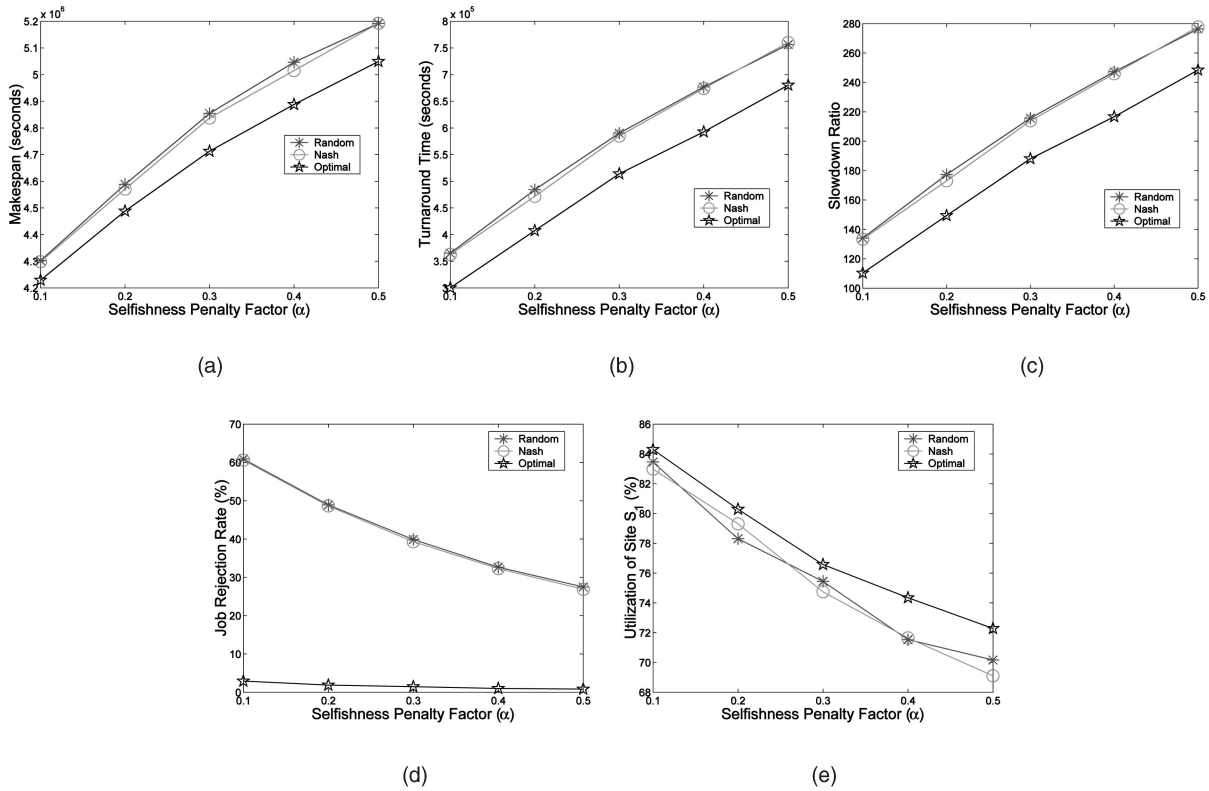 x 10⁶
5.2
5.1
5
4.9
4.8
4.7
4.6
4.5
4.4
4.3
4.2
0.1 0.2 0.3 0.4 0.5
Makespan (seconds)
Selfishness Penalty Factor (α)
Random
Nash
Optimal
(a)
x 10⁵
8
7.5
7
6.5
6
5.5
5
4.5
4
3.5
3
0.1 0.2 0.3 0.4 0.5
Turnaround Time (seconds)
Selfishness Penalty Factor (α)
Random
Nash
Optimal
(b)
280
260
240
220
200
180
160
140
120
100
0.1 0.2 0.3 0.4 0.5
Slowdown Ratio
Selfishness Penalty Factor (α)
Random
Nash
Optimal
(c)
70
60
50
40
30
20
10
0
0.1 0.2 0.3 0.4 0.5
Job Rejection Rate (%)
Selfishness Penalty Factor (α)
Random
Nash
Optimal
(d)
86
84
82
80
78
76
74
72
70
68
0.1 0.2 0.3 0.4 0.5
Utilization of Site S₁ (%)
Selfishness Penalty Factor (α)
Random
Nash
Optimal
(e)